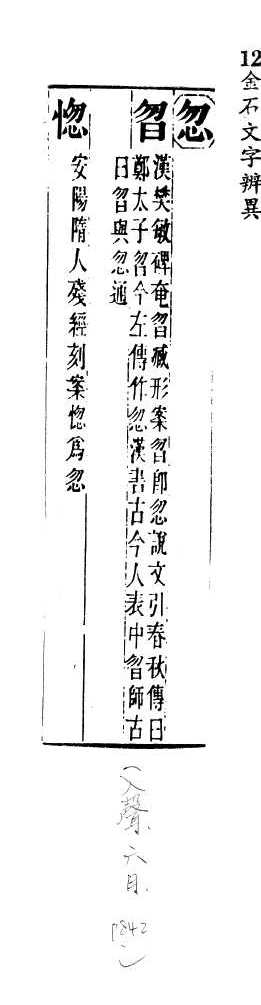 12
金石文字辨異
忽
曶
漢樊敏碑奄曶臧形案曶卽忽說文引春秋傳曰
鄭太子曶今左傳作忽漢書古今人表中曶師古
曰曶與忽通
惚
安陽隋人殘經刻案惚爲忽
(入聲.六月.
p842)